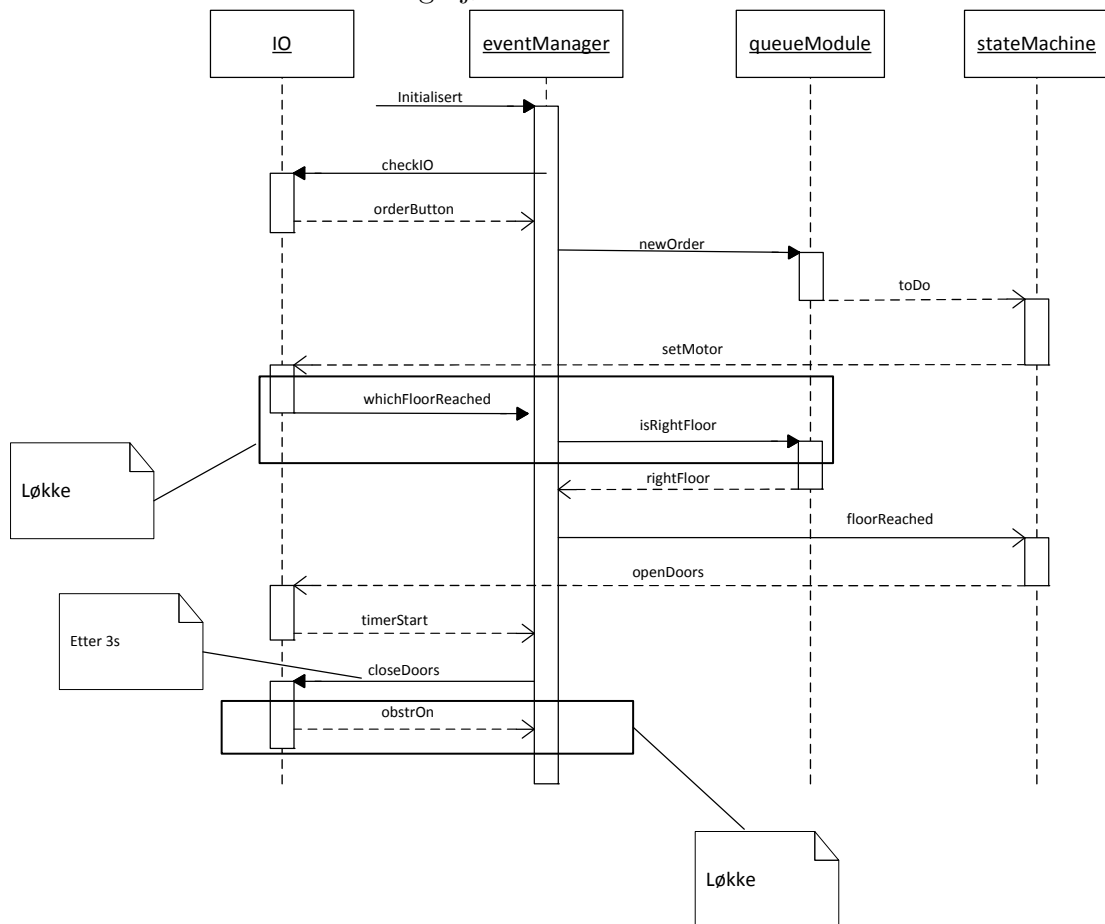 IO
eventManager
queueModule
stateMachine
Initialisert
checkIO
orderButton
newOrder
toDo
setMotor
whichFloorReached
isRightFloor
Løkke
rightFloor
floorReached
openDoors
timerStart
Etter 3s
closeDoors
obstrOn
Løkke